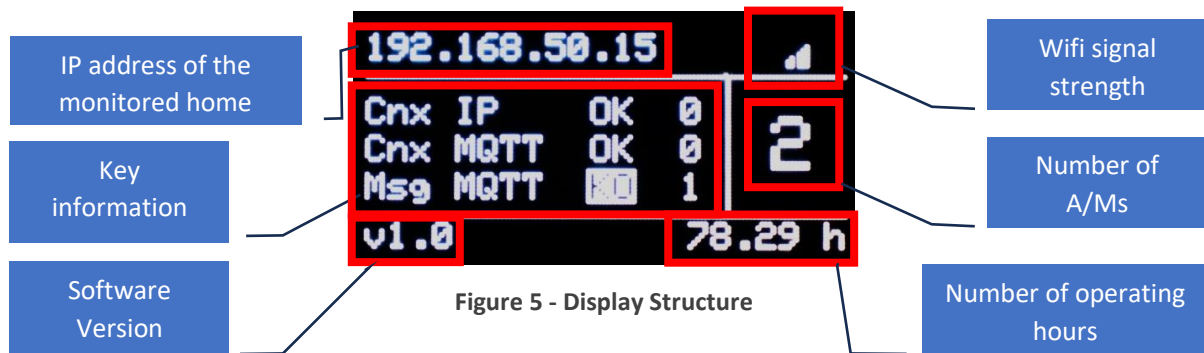 IP address of the
monitored home
Key
information
Software
Version
192.168.50.15
Cnx IP OK 0
Cnx MQTT OK 0
Msg MQTT KO 1
2
v1.0
78.29 h
Figure 5 - Display Structure
Wifi signal
strength
Number of
A/Ms
Number of operating
hours